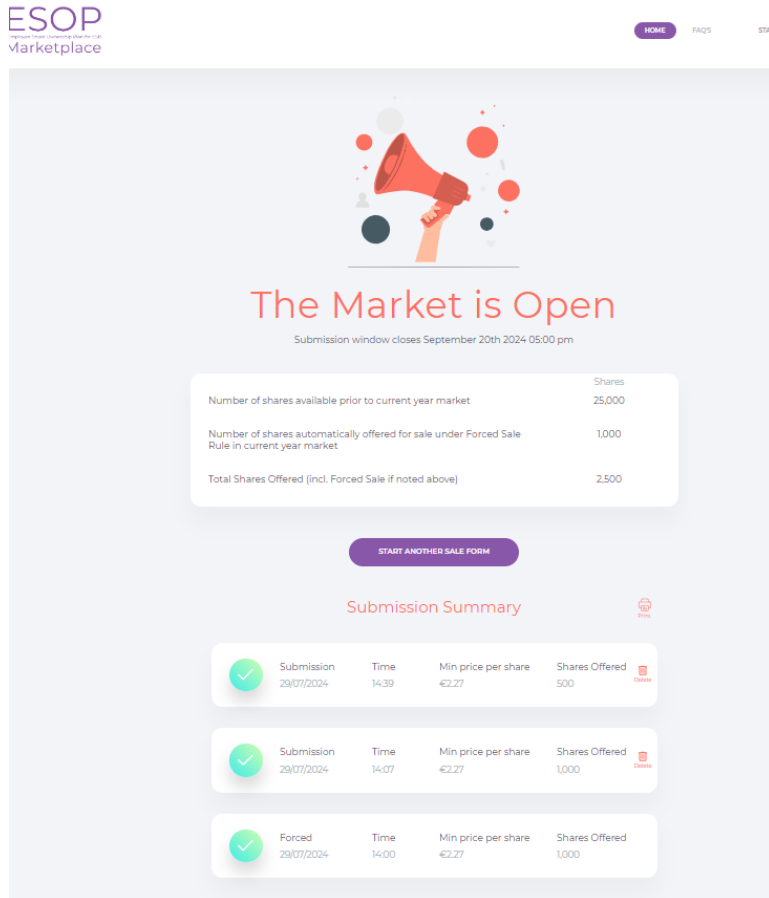 ESOP
Marketplace
HOME FAQ'S
The Market is Open
Submission window closes September 20th 2024 05:00 pm
Shares
Number of shares available prior to current year market 25,000
Number of shares automatically offered for sale under Forced Sale 1,000
Rule in current year market
Total Shares Offered (incl. Forced Sale if noted above) 2,500
START ANOTHER SALE FORM
Submission Summary
Print
Submission Time Min price per share Shares Offered
29/07/2024 14:39 €2.27 500
Delete
Submission Time Min price per share Shares Offered
29/07/2024 14:07 €2.27 1,000
Delete
Forced Time Min price per share Shares Offered
29/07/2024 14:00 €2.27 1,000